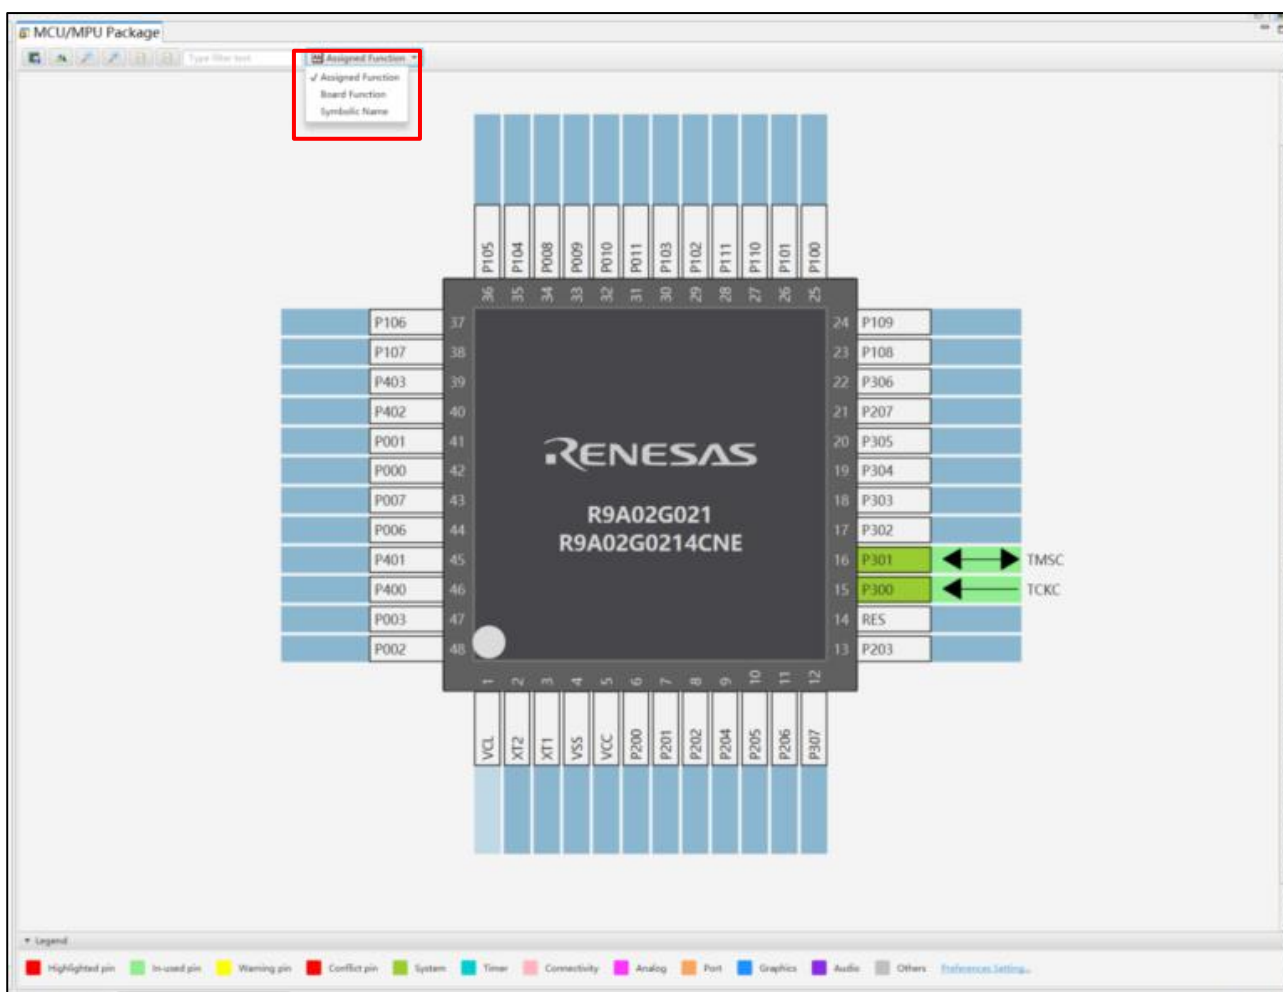 MCU/MPU Package
Type filter text
Assigned Function
✓ Assigned Function
Board Function
Symbolic Name
P105 P104 P008 P009 P010 P011 P103 P102 P111 P110 P101 P100
36 35 34 33 32 31 30 29 28 27 26 25
P106 37 24 P109
P107 38 23 P108
P403 39 22 P306
P402 40 21 P207
P001 41 20 P305
P000 42 19 P304
P007 43 18 P303
P006 44 17 P302
P401 45 16 P301 TMSC
P400 46 15 P300 TCKC
P003 47 14 RES
P002 48 13 P203
RENESAS
R9A02G021
R9A02G0214CNE
1 2 3 4 5 6 7 8 9 10 11 12
VCL XT2 XT1 VSS VCC P200 P201 P202 P204 P205 P206 P307
Legend
Highlighted pin In-used pin Warning pin Conflict pin System Timer Connectivity Analog Port Graphics Audio Others Preferences Setting...